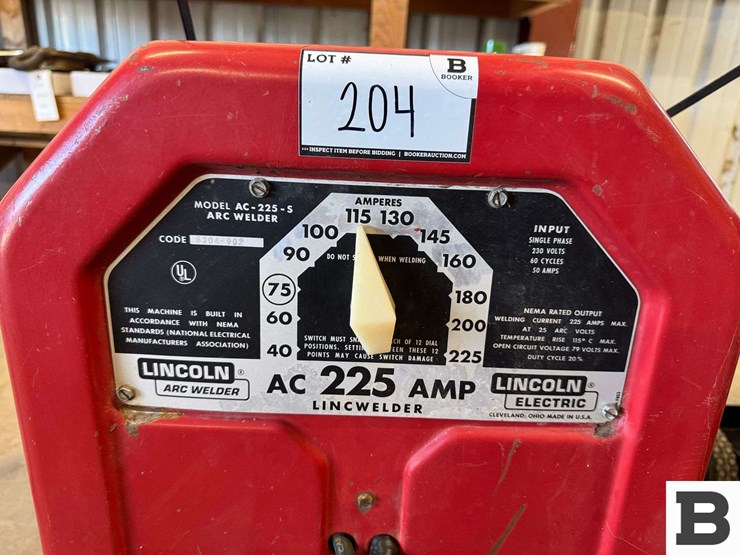 LOT #
B
BOOKER
204
*** INSPECT ITEM BEFORE BIDDING | BOOKERAUCTION.COM
MODEL AC-225-S
ARC WELDER
CODE
UL
THIS MACHINE IS BUILT IN
ACCORDANCE WITH NEMA
STANDARDS (NATIONAL ELECTRICAL
MANUFACTURERS ASSOCIATION)
LINCOLN ®
ARC WELDER
AMPERES
115 130
100 145
90 160
75 180
60 200
40 225
DO NOT WHEN WELDING
SWITCH MUST OF 12 DIAL
POSITIONS. THESE 12
POINTS MAY CAUSE SWITCH DAMAGE
AC 225 AMP
LINCWELDER
INPUT
SINGLE PHASE
230 VOLTS
60 CYCLES
50 AMPS
NEMA RATED OUTPUT
WELDING CURRENT 225 AMPS MAX.
AT 25 ARC VOLTS
TEMPERATURE RISE 115° C MAX.
OPEN CIRCUIT VOLTAGE 79 VOLTS MAX.
DUTY CYCLE 20%
LINCOLN ®
ELECTRIC
CLEVELAND, OHIO MADE IN U.S.A.
B